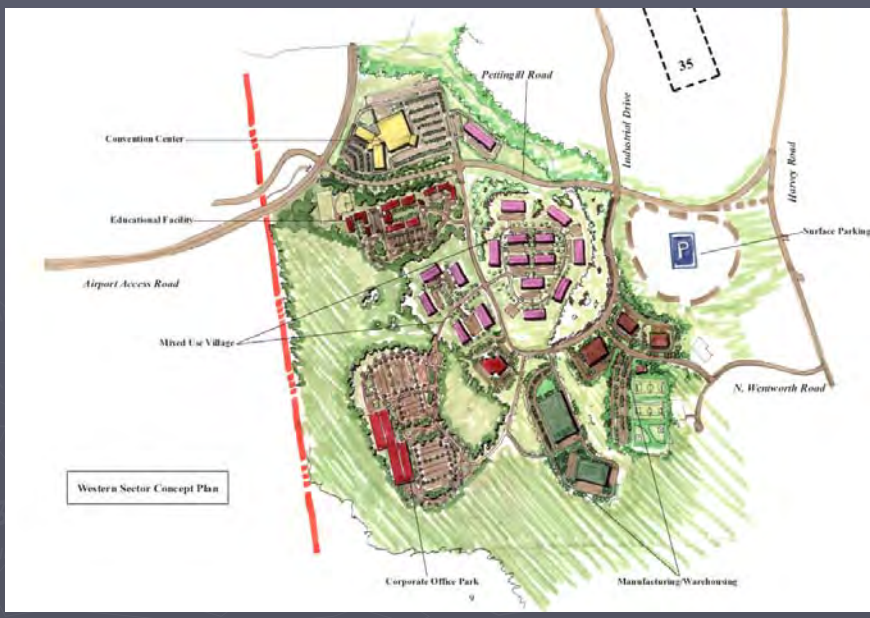 35
Pettingill Road
Industrial Drive
Harvey Road
Convention Center
Educational Facility
Surface Parking
P
Airport Access Road
Mixed Use Village
N. Wentworth Road
Western Sector Concept Plan
Corporate Office Park
Manufacturing/Warehousing
9